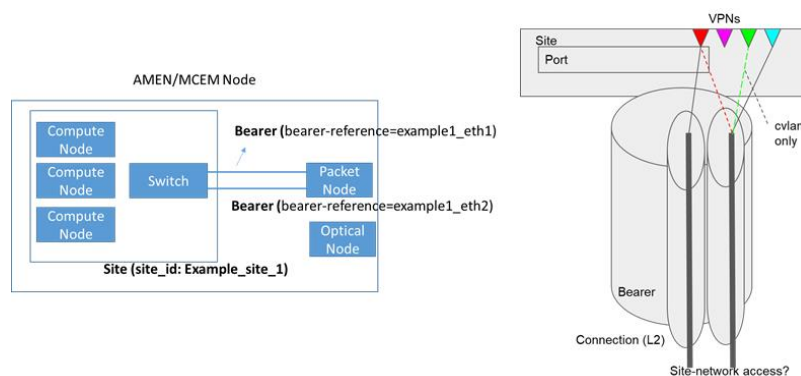 AMEN/MCEM Node
Compute
Node
Compute
Node
Compute
Node
Switch
Bearer (bearer-reference=example1_eth1)
Packet
Node
Bearer (bearer-reference=example1_eth2)
Optical
Node
Site (site_id: Example_site_1)
VPNs
Site
Port
cvlan
only
Bearer
Connection (L2)
Site-network access?